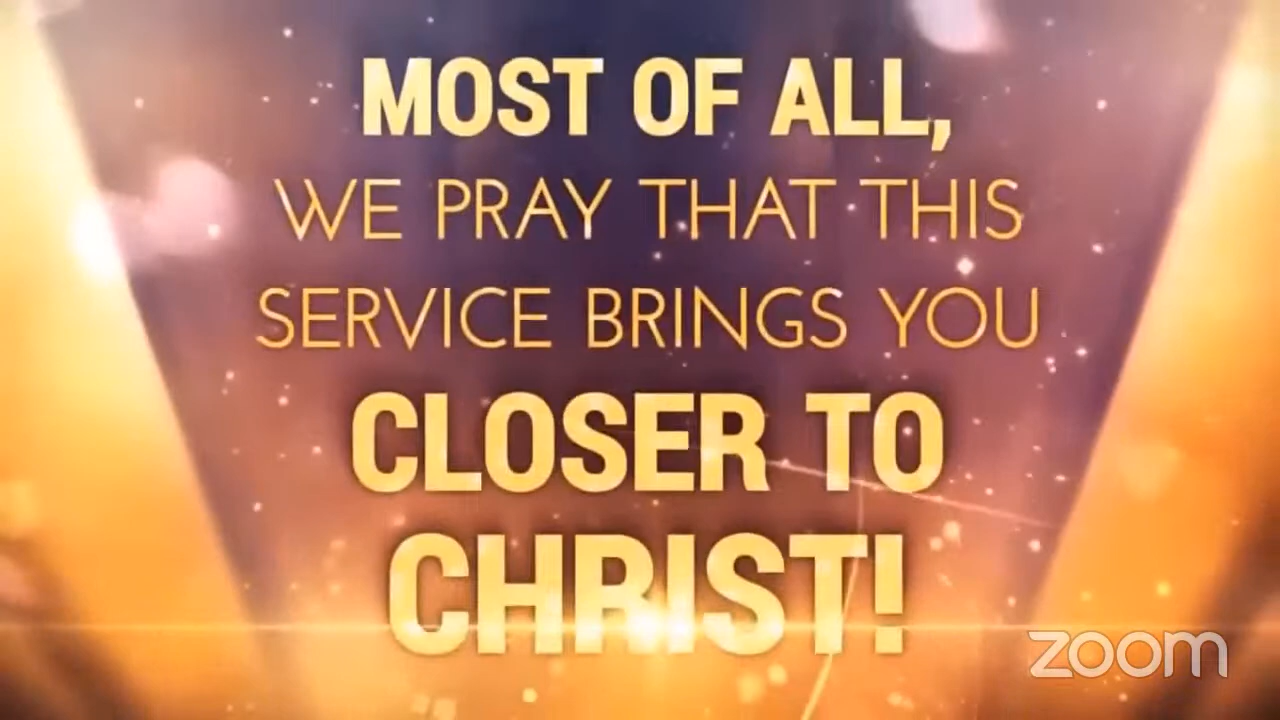 MOST OF ALL,
WE PRAY THAT THIS
SERVICE BRINGS YOU
CLOSER TO
CHRIST!
zoom